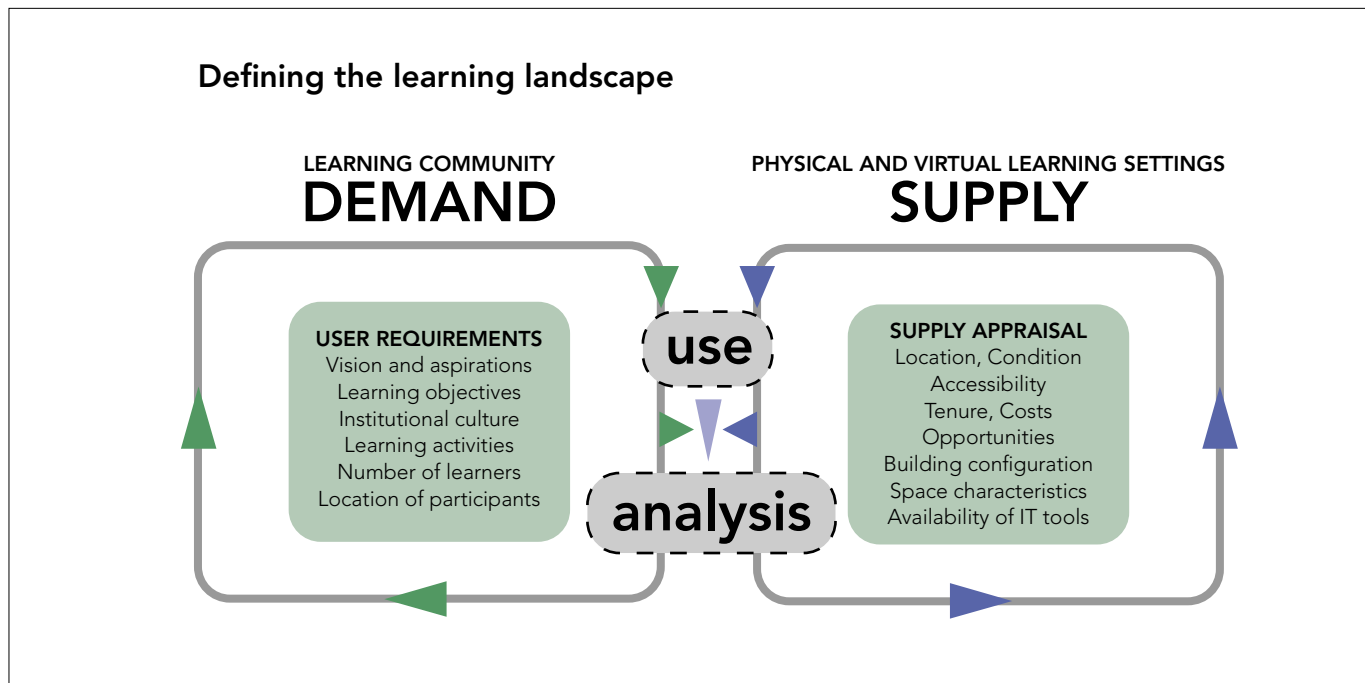 Defining the learning landscape
LEARNING COMMUNITY
DEMAND
USER REQUIREMENTS
Vision and aspirations
Learning objectives
Institutional culture
Learning activities
Number of learners
Location of participants
use
analysis
PHYSICAL AND VIRTUAL LEARNING SETTINGS
SUPPLY
SUPPLY APPRAISAL
Location, Condition
Accessibility
Tenure, Costs
Opportunities
Building configuration
Space characteristics
Availability of IT tools